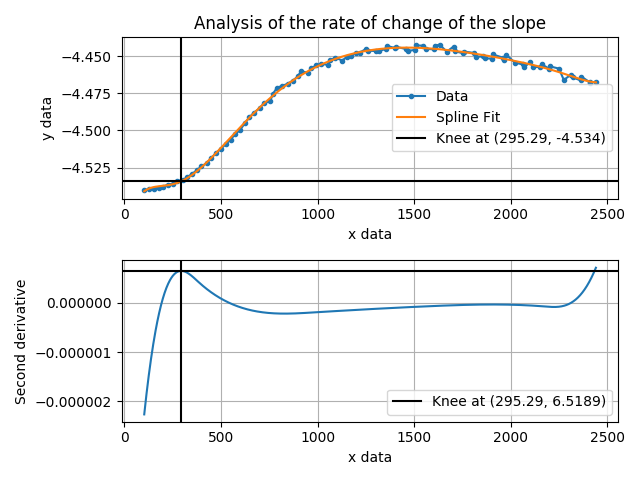 Analysis of the rate of change of the slope
y data
−4.450
−4.475
−4.500
−4.525
Data
Spline Fit
Knee at (295.29, -4.534)
0
500
1000
1500
2000
2500
x data
Second derivative
0.000000
−0.000001
−0.000002
Knee at (295.29, 6.5189)
0
500
1000
1500
2000
2500
x data